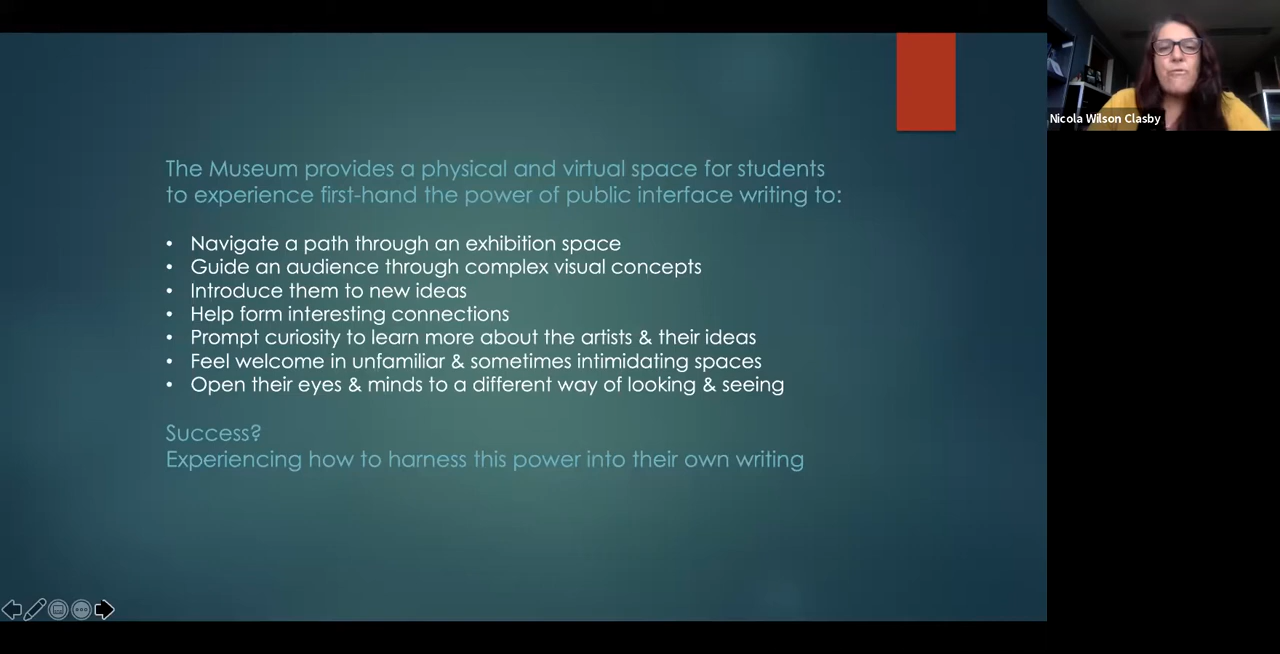 Nicola Wilson Clasby
The Museum provides a physical and virtual space for students
to experience first-hand the power of public interface writing to:
• Navigate a path through an exhibition space
• Guide an audience through complex visual concepts
• Introduce them to new ideas
• Help form interesting connections
• Prompt curiosity to learn more about the artists & their ideas
• Feel welcome in unfamiliar & sometimes intimidating spaces
• Open their eyes & minds to a different way of looking & seeing
Success?
Experiencing how to harness this power into their own writing